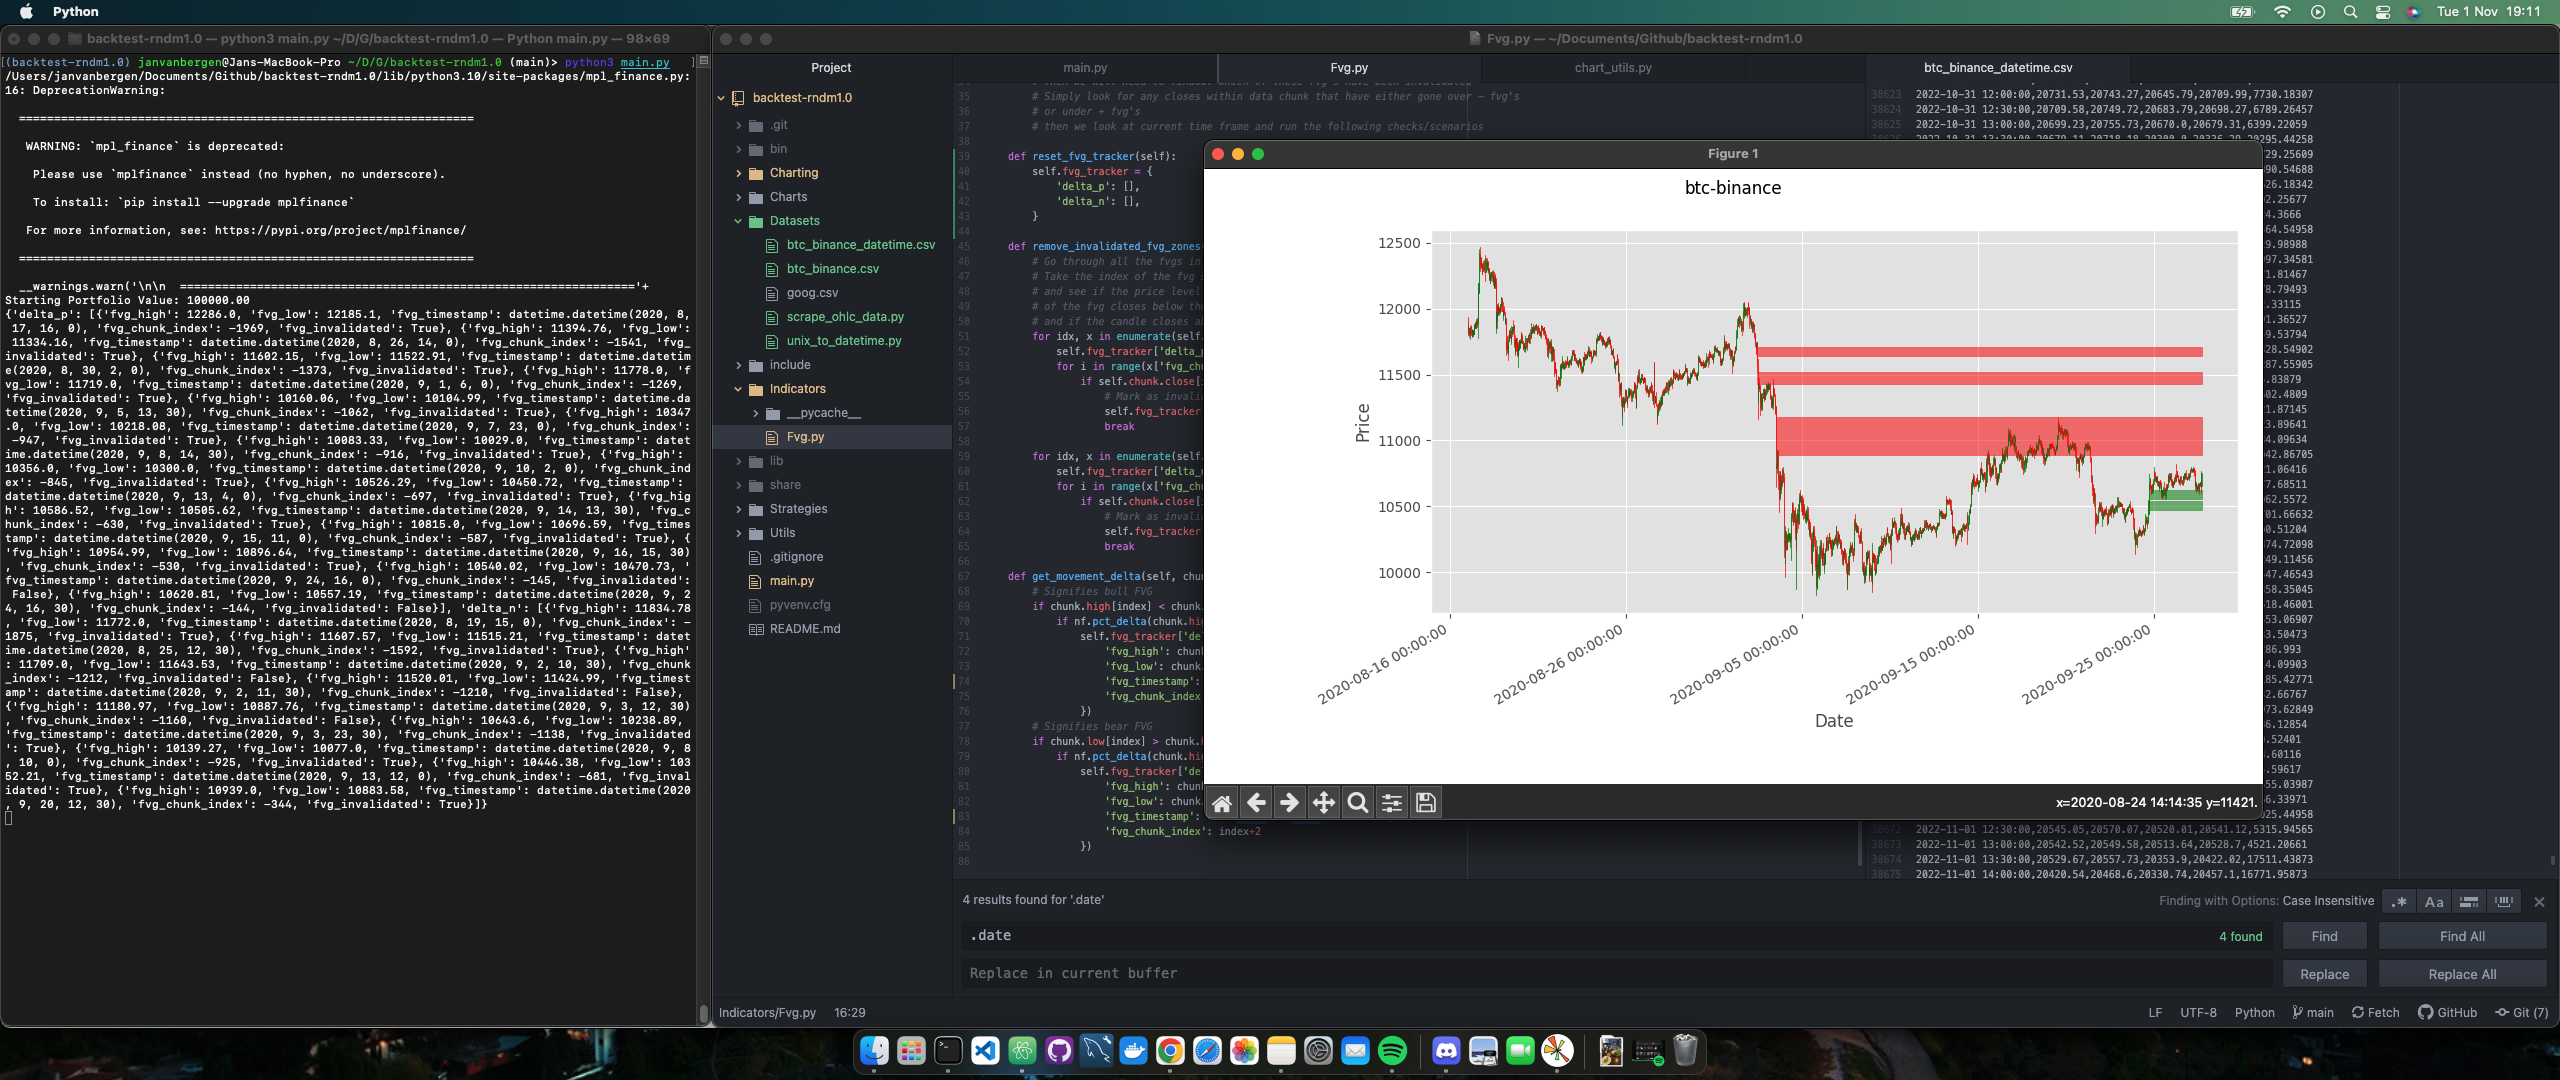 Python
Tue 1 Nov 19:11
backtest-rndm1.0 — python3 main.py ~/D/G/backtest-rndm1.0 — Python main.py — 98×69
[(backtest-rndm1.0) janvanbergen@Jans-MacBook-Pro ~/D/G/backtest-rndm1.0 (main)> python3 main.py ]
/Users/janvanbergen/Documents/Github/backtest-rndm1.0/lib/python3.10/site-packages/mpl_finance.py:
16: DeprecationWarning:
=================================================================
WARNING: `mpl_finance` is deprecated:
Please use `mplfinance` instead (no hyphen, no underscore).
To install: `pip install --upgrade mplfinance`
For more information, see: https://pypi.org/project/mplfinance/
=================================================================
__warnings.warn('\n\n ================================================================='+
Starting Portfolio Value: 100000.00
{'delta_p': [{'fvg_high': 12286.0, 'fvg_low': 12185.1, 'fvg_timestamp': datetime.datetime(2020, 8,
17, 16, 0), 'fvg_chunk_index': -1969, 'fvg_invalidated': True}, {'fvg_high': 11394.76, 'fvg_low':
11334.16, 'fvg_timestamp': datetime.datetime(2020, 8, 26, 14, 0), 'fvg_chunk_index': -1541, 'fvg_
invalidated': True}, {'fvg_high': 11602.15, 'fvg_low': 11522.91, 'fvg_timestamp': datetime.datetim
e(2020, 8, 30, 2, 0), 'fvg_chunk_index': -1373, 'fvg_invalidated': True}, {'fvg_high': 11778.0, 'f
vg_low': 11719.0, 'fvg_timestamp': datetime.datetime(2020, 9, 1, 6, 0), 'fvg_chunk_index': -1269,
'fvg_invalidated': True}, {'fvg_high': 10160.06, 'fvg_low': 10104.99, 'fvg_timestamp': datetime.da
tetime(2020, 9, 5, 13, 30), 'fvg_chunk_index': -1062, 'fvg_invalidated': True}, {'fvg_high': 10347
.0, 'fvg_low': 10218.08, 'fvg_timestamp': datetime.datetime(2020, 9, 7, 23, 0), 'fvg_chunk_index':
-947, 'fvg_invalidated': True}, {'fvg_high': 10083.33, 'fvg_low': 10029.0, 'fvg_timestamp': datet
ime.datetime(2020, 9, 8, 14, 30), 'fvg_chunk_index': -916, 'fvg_invalidated': True}, {'fvg_high':
10356.0, 'fvg_low': 10300.0, 'fvg_timestamp': datetime.datetime(2020, 9, 10, 2, 0), 'fvg_chunk_ind
ex': -845, 'fvg_invalidated': True}, {'fvg_high': 10526.29, 'fvg_low': 10450.72, 'fvg_timestamp':
datetime.datetime(2020, 9, 13, 4, 0), 'fvg_chunk_index': -697, 'fvg_invalidated': True}, {'fvg_hig
h': 10586.52, 'fvg_low': 10505.62, 'fvg_timestamp': datetime.datetime(2020, 9, 14, 13, 30), 'fvg_c
hunk_index': -630, 'fvg_invalidated': True}, {'fvg_high': 10815.0, 'fvg_low': 10696.59, 'fvg_times
tamp': datetime.datetime(2020, 9, 15, 11, 0), 'fvg_chunk_index': -587, 'fvg_invalidated': True}, {
'fvg_high': 10954.99, 'fvg_low': 10896.64, 'fvg_timestamp': datetime.datetime(2020, 9, 16, 15, 30)
, 'fvg_chunk_index': -530, 'fvg_invalidated': True}, {'fvg_high': 10540.02, 'fvg_low': 10470.73, '
fvg_timestamp': datetime.datetime(2020, 9, 24, 16, 0), 'fvg_chunk_index': -145, 'fvg_invalidated':
False}, {'fvg_high': 10620.81, 'fvg_low': 10557.19, 'fvg_timestamp': datetime.datetime(2020, 9, 2
4, 16, 30), 'fvg_chunk_index': -144, 'fvg_invalidated': False}], 'delta_n': [{'fvg_high': 11834.78
, 'fvg_low': 11772.0, 'fvg_timestamp': datetime.datetime(2020, 8, 19, 15, 0), 'fvg_chunk_index': -
1875, 'fvg_invalidated': True}, {'fvg_high': 11607.57, 'fvg_low': 11515.21, 'fvg_timestamp': datet
ime.datetime(2020, 8, 25, 12, 30), 'fvg_chunk_index': -1592, 'fvg_invalidated': True}, {'fvg_high'
: 11709.0, 'fvg_low': 11643.53, 'fvg_timestamp': datetime.datetime(2020, 9, 2, 10, 30), 'fvg_chunk
_index': -1212, 'fvg_invalidated': False}, {'fvg_high': 11520.01, 'fvg_low': 11424.99, 'fvg_timest
amp': datetime.datetime(2020, 9, 2, 11, 30), 'fvg_chunk_index': -1210, 'fvg_invalidated': False},
{'fvg_high': 11180.97, 'fvg_low': 10887.76, 'fvg_timestamp': datetime.datetime(2020, 9, 3, 12, 30)
, 'fvg_chunk_index': -1160, 'fvg_invalidated': False}, {'fvg_high': 10643.6, 'fvg_low': 10238.89,
'fvg_timestamp': datetime.datetime(2020, 9, 3, 23, 30), 'fvg_chunk_index': -1138, 'fvg_invalidated
': True}, {'fvg_high': 10139.27, 'fvg_low': 10077.0, 'fvg_timestamp': datetime.datetime(2020, 9, 8
, 10, 0), 'fvg_chunk_index': -925, 'fvg_invalidated': True}, {'fvg_high': 10446.38, 'fvg_low': 103
52.21, 'fvg_timestamp': datetime.datetime(2020, 9, 13, 12, 0), 'fvg_chunk_index': -681, 'fvg_inval
idated': True}, {'fvg_high': 10939.0, 'fvg_low': 10883.58, 'fvg_timestamp': datetime.datetime(2020
, 9, 20, 12, 30), 'fvg_chunk_index': -344, 'fvg_invalidated': True}]}
Fvg.py — ~/Documents/Github/backtest-rndm1.0
Project
backtest-rndm1.0
.git
bin
Charting
Charts
Datasets
btc_binance_datetime.csv
btc_binance.csv
goog.csv
scrape_ohlc_data.py
unix_to_datetime.py
include
Indicators
__pycache__
Fvg.py
lib
share
Strategies
Utils
.gitignore
main.py
pyvenv.cfg
README.md
main.py
Fvg.py
chart_utils.py
btc_binance_datetime.csv
35 # Simply look for any closes within data chunk that have either gone over - fvg's
36 # or under + fvg's
37 # then we look at current time frame and run the following checks/scenarios
38
39 def reset_fvg_tracker(self):
40 self.fvg_tracker = {
41 'delta_p': [],
42 'delta_n': [],
43 }
44
45 def remove_invalidated_fvg_zones(
46 # Go through all the fvgs in
47 # Take the index of the fvg
48 # and see if the price level
49 # of the fvg closes below the
50 # and if the candle closes a
51 for idx, x in enumerate(self.
52 self.fvg_tracker['delta_p
53 for i in range(x['fvg_chu
54 if self.chunk.close[
55 # Mark as invalid
56 self.fvg_tracker
57 break
58
59 for idx, x in enumerate(self.
60 self.fvg_tracker['delta_n
61 for i in range(x['fvg_chu
62 if self.chunk.close[
63 # Mark as invalid
64 self.fvg_tracker
65 break
66
67 def get_movement_delta(self, chun
68 # Signifies bull FVG
69 if chunk.high[index] < chunk.
70 if nf.pct_delta(chunk.hig
71 self.fvg_tracker['de
72 'fvg_high': chunk
73 'fvg_low': chunk.
74 'fvg_timestamp':
75 'fvg_chunk_index
76 })
77 # Signifies bear FVG
78 if chunk.low[index] > chunk.
79 if nf.pct_delta(chunk.hig
80 self.fvg_tracker['de
81 'fvg_high': chunk
82 'fvg_low': chunk.
83 'fvg_timestamp':
84 'fvg_chunk_index': index+2
85 })
86
38623 2022-10-31 12:00:00,20731.53,20743.27,20645.79,20709.99,7730.18307
38624 2022-10-31 12:30:00,20709.58,20749.72,20683.79,20698.27,6789.26457
38625 2022-10-31 13:00:00,20699.23,20755.73,20670.0,20679.31,6399.22059
38672 2022-11-01 12:30:00,20545.05,20570.07,20520.01,20541.12,5315.94565
38673 2022-11-01 13:00:00,20542.52,20549.58,20513.64,20528.7,4521.20661
38674 2022-11-01 13:30:00,20529.67,20557.73,20353.9,20422.02,17511.43873
38675 2022-11-01 14:00:00,20420.54,20468.6,20330.74,20457.1,16771.95873
Figure 1
btc-binance
12500
12000
11500
11000
10500
10000
Price
2020-08-16 00:00:00
2020-08-26 00:00:00
2020-09-05 00:00:00
2020-09-15 00:00:00
2020-09-25 00:00:00
Date
x=2020-08-24 14:14:35 y=11421.
4 results found for '.date'
Finding with Options: Case Insensitive
.* Aa
.date
4 found
Find
Find All
Replace in current buffer
Replace
Replace All
Indicators/Fvg.py 16:29
LF UTF-8 Python main Fetch GitHub Git (7)